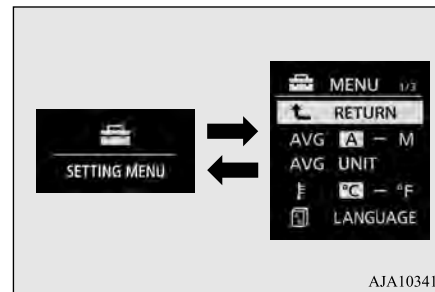 SETTING MENU
MENU 1/3
RETURN
AVG A – M
AVG UNIT
°C – °F
LANGUAGE
AJA10341